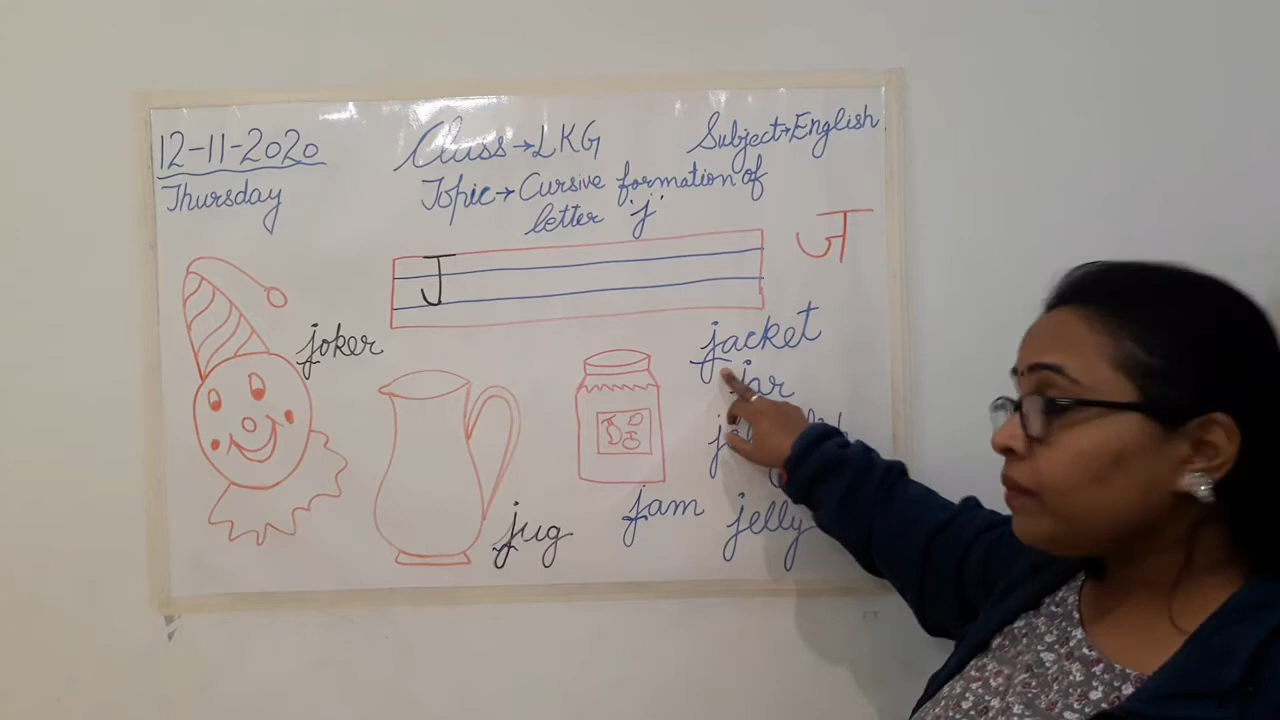 12-11-2020
Thursday
Class→LKG
Subject→English
Topic→Cursive formation of
letter 'j'
J
ज
joker
jug
jam
jacket
jar
jelly